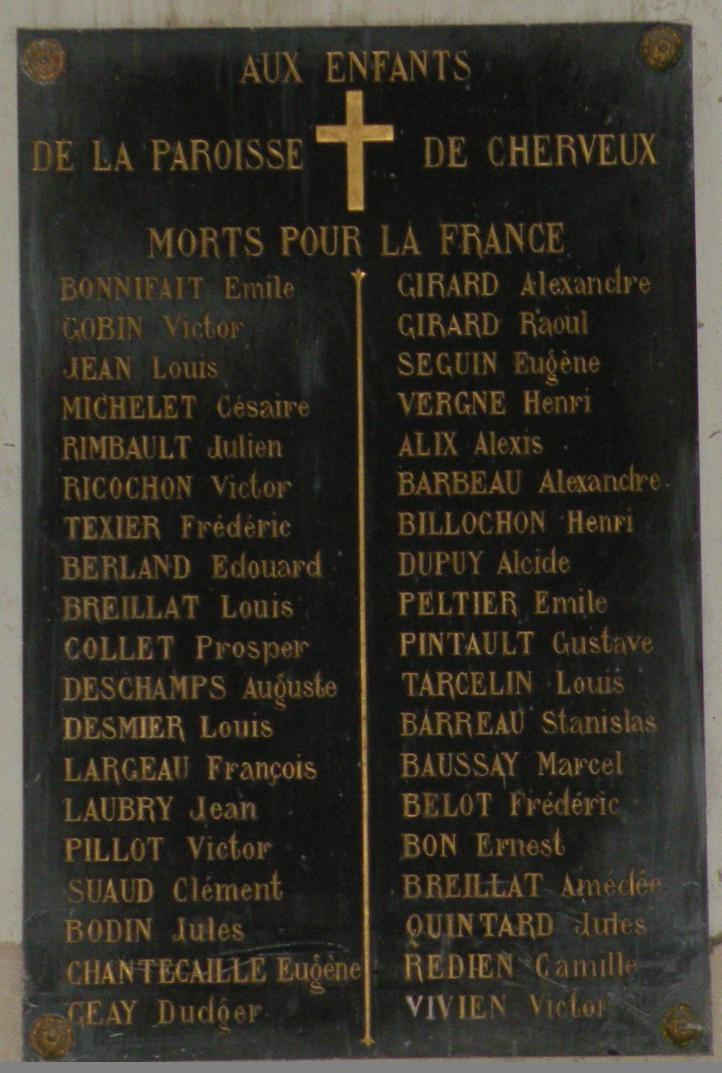 AUX ENFANTS
DE LA PAROISSE DE CHERVEUX
MORTS POUR LA FRANCE
BONNIFAIT Emile
GOBIN Victor
JEAN Louis
MICHELET Césaire
RIMBAULT Julien
RICOCHON Victor
TEXIER Frédéric
BERLAND Edouard
BREILLAT Louis
COLLET Prosper
DESCHAMPS Auguste
DESMIER Louis
LARGEAU François
LAUBRY Jean
PILLOT Victor
SUAUD Clément
BODIN Jules
CHANTECAILLE Eugène
GEAY Dudger
GIRARD Alexandre
GIRARD Raoul
SEGUIN Eugène
VERGNE Henri
ALIX Alexis
BARBEAU Alexandre
BILLOCHON Henri
DUPUY Alcide
PELTIER Emile
PINTAULT Gustave
TARCELIN Louis
BARREAU Stanislas
BAUSSAY Marcel
BELOT Frédéric
BON Ernest
BREILLAT Amédée
QUINTARD Jules
REDIEN Camille
VIVIEN Victor